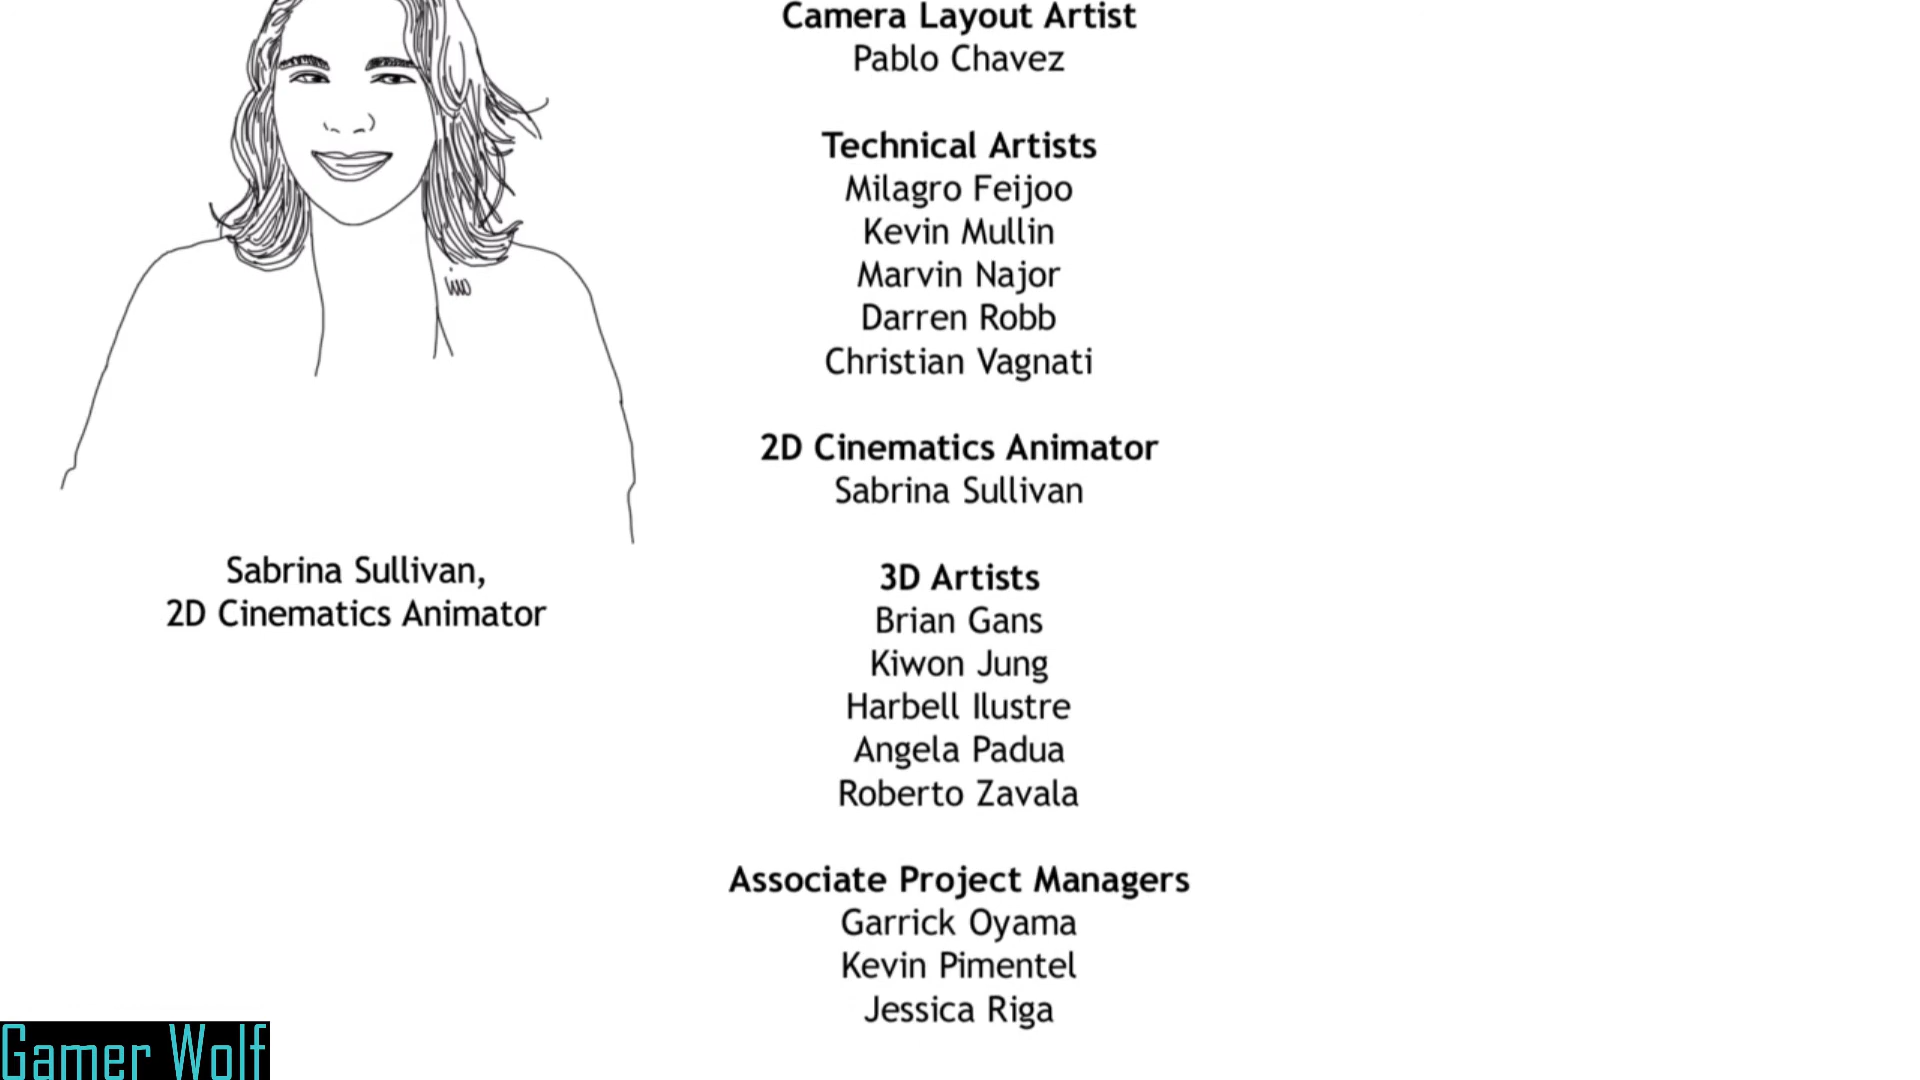 Camera Layout Artist
Pablo Chavez
Technical Artists
Milagro Feijoo
Kevin Mullin
Marvin Najor
Darren Robb
Christian Vagnati
2D Cinematics Animator
Sabrina Sullivan
3D Artists
Brian Gans
Kiwon Jung
Harbell Ilustre
Angela Padua
Roberto Zavala
Associate Project Managers
Garrick Oyama
Kevin Pimentel
Jessica Riga
Sabrina Sullivan,
2D Cinematics Animator
Gamer Wolf